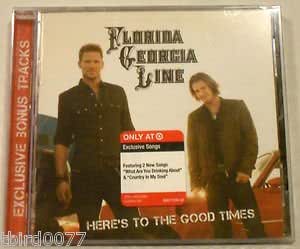 EXCLUSIVE BONUS TRACKS
FLORIDA
GEORGIA
LINE
ONLY AT
Exclusive Songs
Featuring 2 New Songs
"What Are You Drinking About"
& "Country In My Soul"
HERE'S TO THE GOOD TIMES
© tbird0077